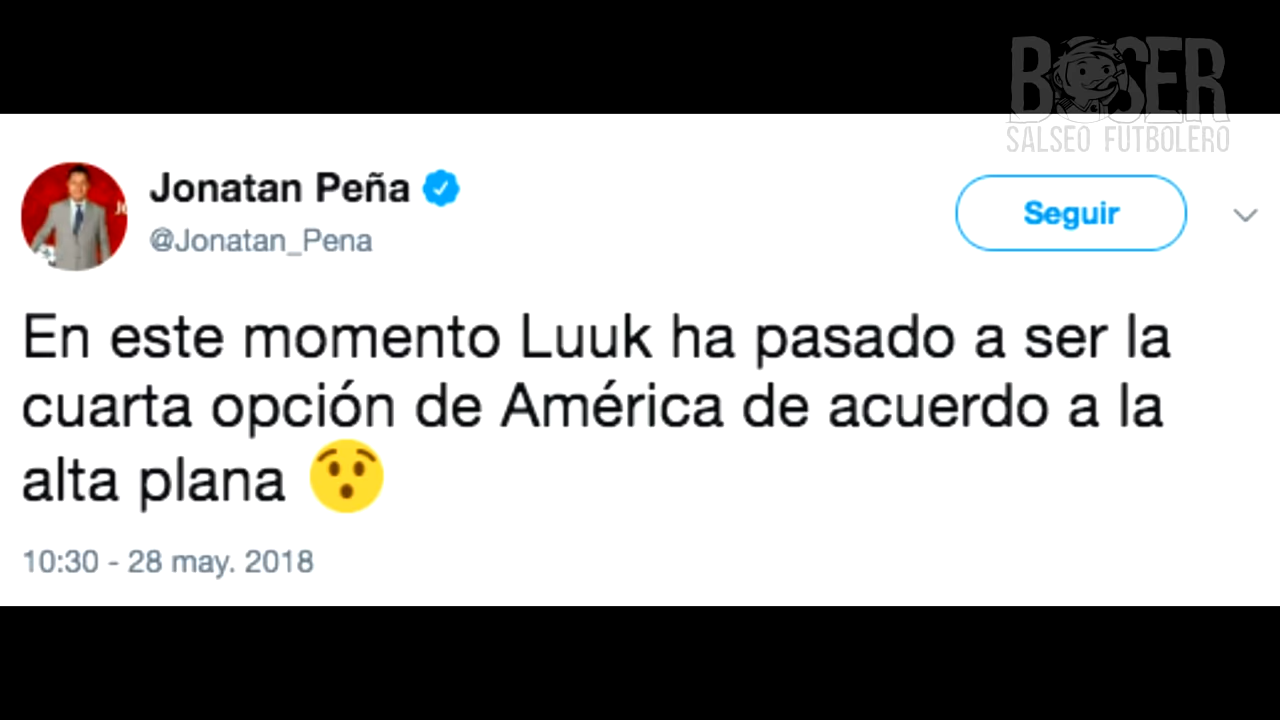 BOSER
SALSEO FUTBOLERO
Jonatan Peña
@Jonatan_Pena
Seguir
En este momento Luuk ha pasado a ser la
cuarta opción de América de acuerdo a la
alta plana 😯
10:30 - 28 may. 2018